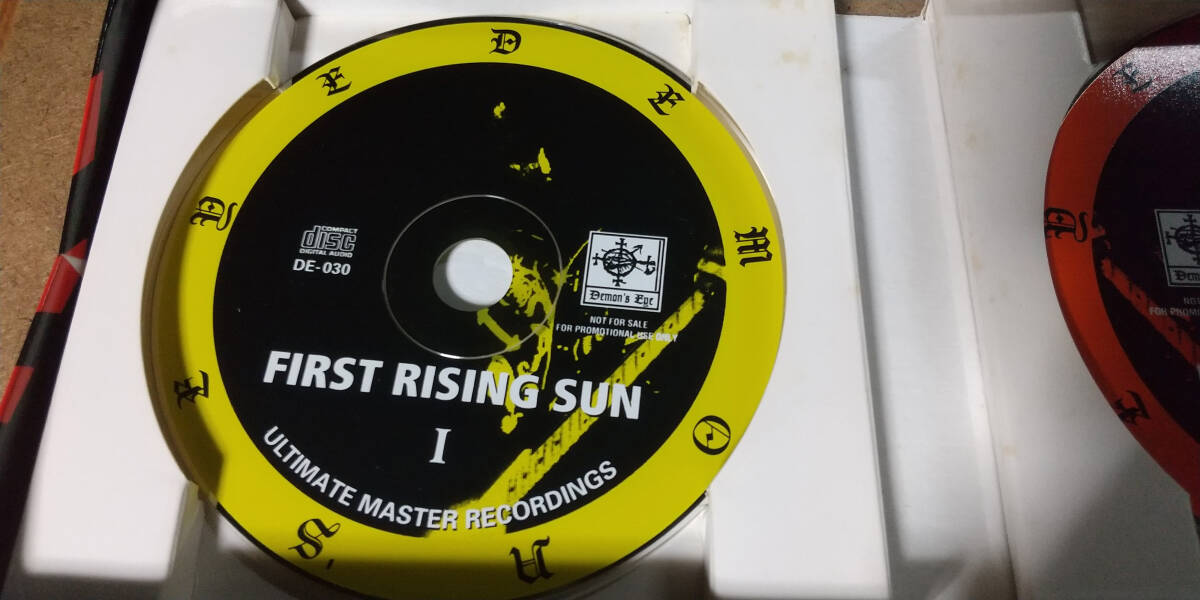 DEMON'S EYE
COMPACT
disc
DIGITAL AUDIO
DE-030
Demon's Eye
NOT FOR SALE
FOR PROMOTIONAL USE ONLY
FIRST RISING SUN
I
ULTIMATE MASTER RECORDINGS